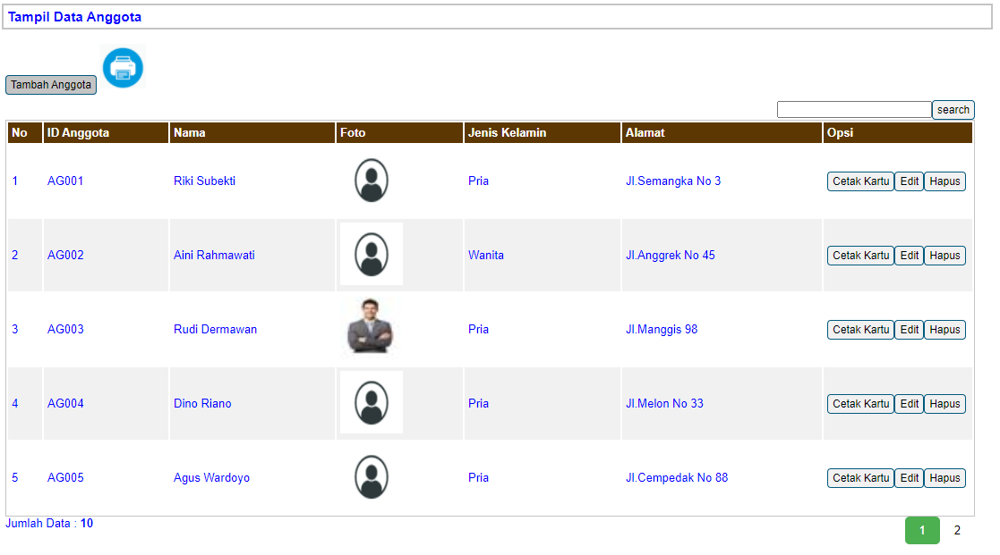 Tampil Data Anggota
Tambah Anggota
search
No ID Anggota Nama Foto Jenis Kelamin Alamat Opsi
1 AG001 Riki Subekti Pria Jl.Semangka No 3 Cetak Kartu Edit Hapus
2 AG002 Aini Rahmawati Wanita Jl.Anggrek No 45 Cetak Kartu Edit Hapus
3 AG003 Rudi Dermawan Pria Jl.Manggis 98 Cetak Kartu Edit Hapus
4 AG004 Dino Riano Pria Jl.Melon No 33 Cetak Kartu Edit Hapus
5 AG005 Agus Wardoyo Pria Jl.Cempedak No 88 Cetak Kartu Edit Hapus
Jumlah Data : 10 1 2